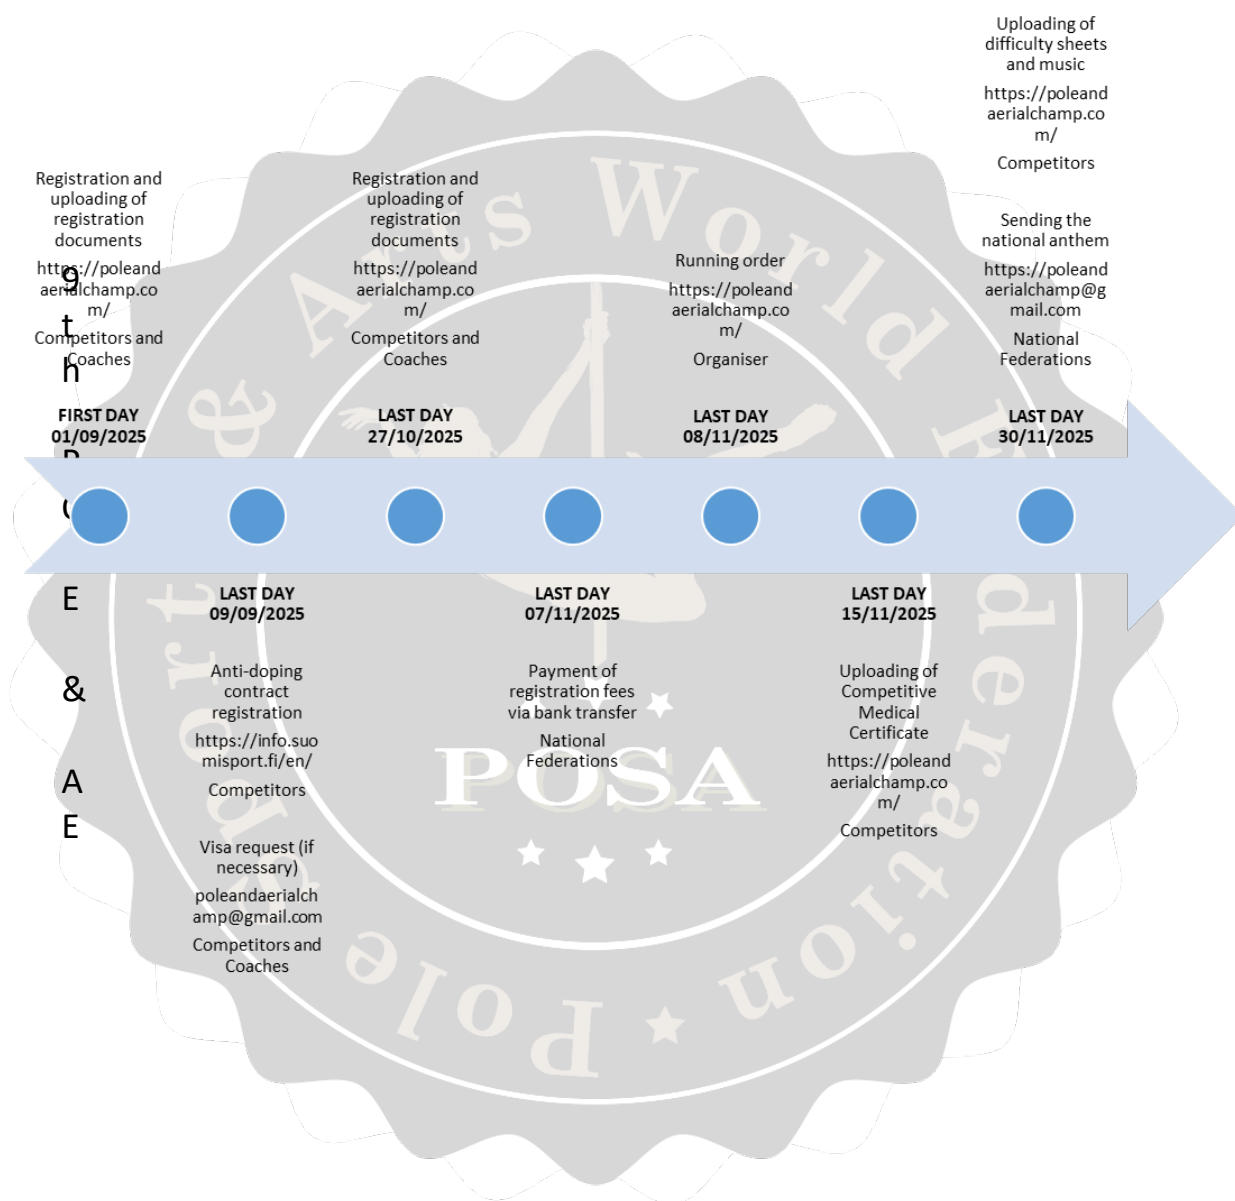 Uploading of
difficulty sheets
and music
https://poleand
aerialchamp.co
m/
Competitors
Registration and
uploading of
registration
documents
https://poleand
aerialchamp.co
m/
Competitors and
Coaches
FIRST DAY
01/09/2025
Registration and
uploading of
registration
documents
https://poleand
aerialchamp.co
m/
Competitors and
Coaches
LAST DAY
27/10/2025
Running order
https://poleand
aerialchamp.co
m/
Organiser
LAST DAY
08/11/2025
Sending the
national anthem
https://poleand
aerialchamp@g
mail.com
National
Federations
LAST DAY
30/11/2025
9
t
h
E
&
A
E
LAST DAY
09/09/2025
Anti-doping
contract
registration
https://info.suo
misport.fi/en/
Competitors
Visa request (if
necessary)
poleandaerialch
amp@gmail.com
Competitors and
Coaches
LAST DAY
07/11/2025
Payment of
registration fees
via bank transfer
National
Federations
LAST DAY
15/11/2025
Uploading of
Competitive
Medical
Certificate
https://poleand
aerialchamp.co
m/
Competitors
Pole Sports & Arts World Federation
POSA